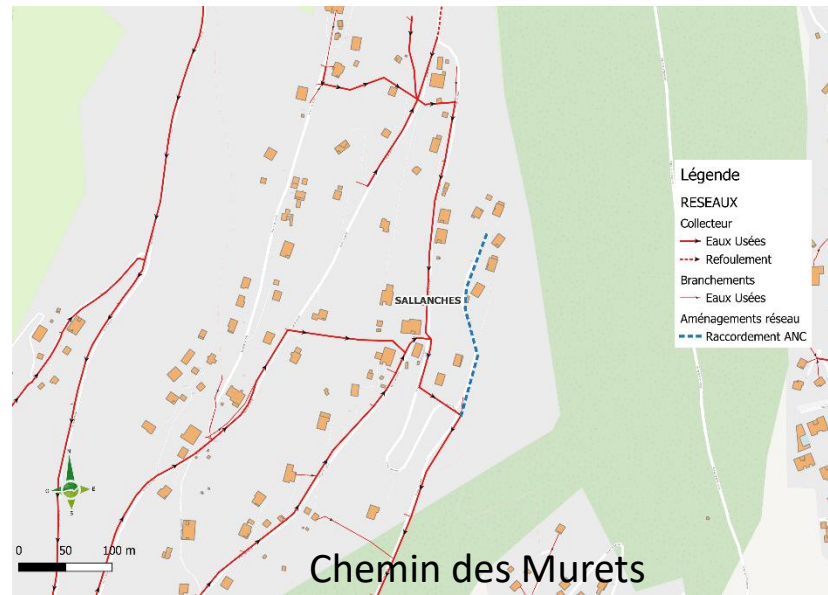 SALLANCHES
Légende
RESEAUX
Collecteur
Eaux Usées
Refoulement
Branchements
Eaux Usées
Aménagements réseau
Raccordement ANC
N
O
E
S
0 50 100 m
Chemin des Murets